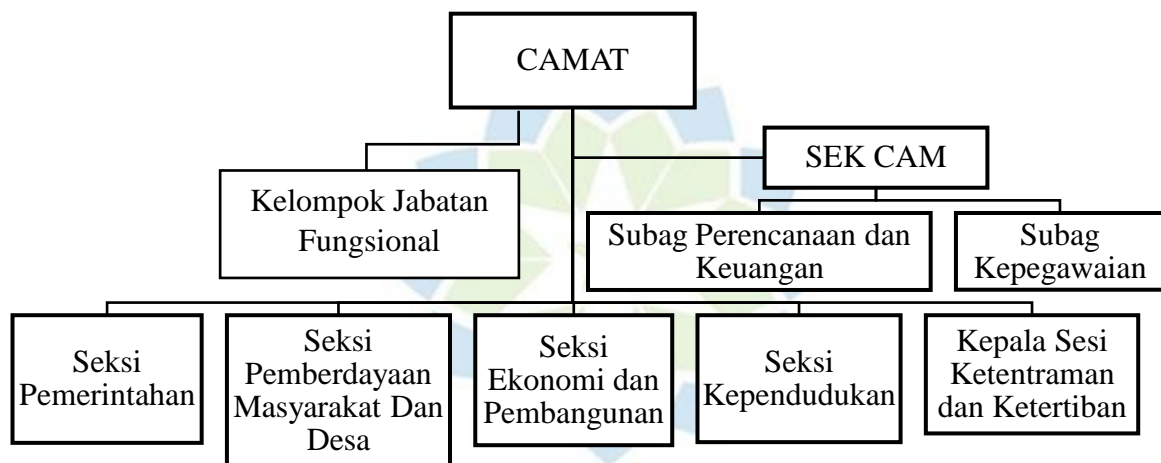 CAMAT
SEK CAM
Kelompok Jabatan
Fungsional
Subag Perencanaan dan
Keuangan
Subag
Kepegawaian
Seksi
Pemerintahan
Seksi
Pemberdayaan
Masyarakat Dan
Desa
Seksi
Ekonomi dan
Pembangunan
Seksi
Kependudukan
Kepala Sesi
Ketentraman
dan Ketertiban